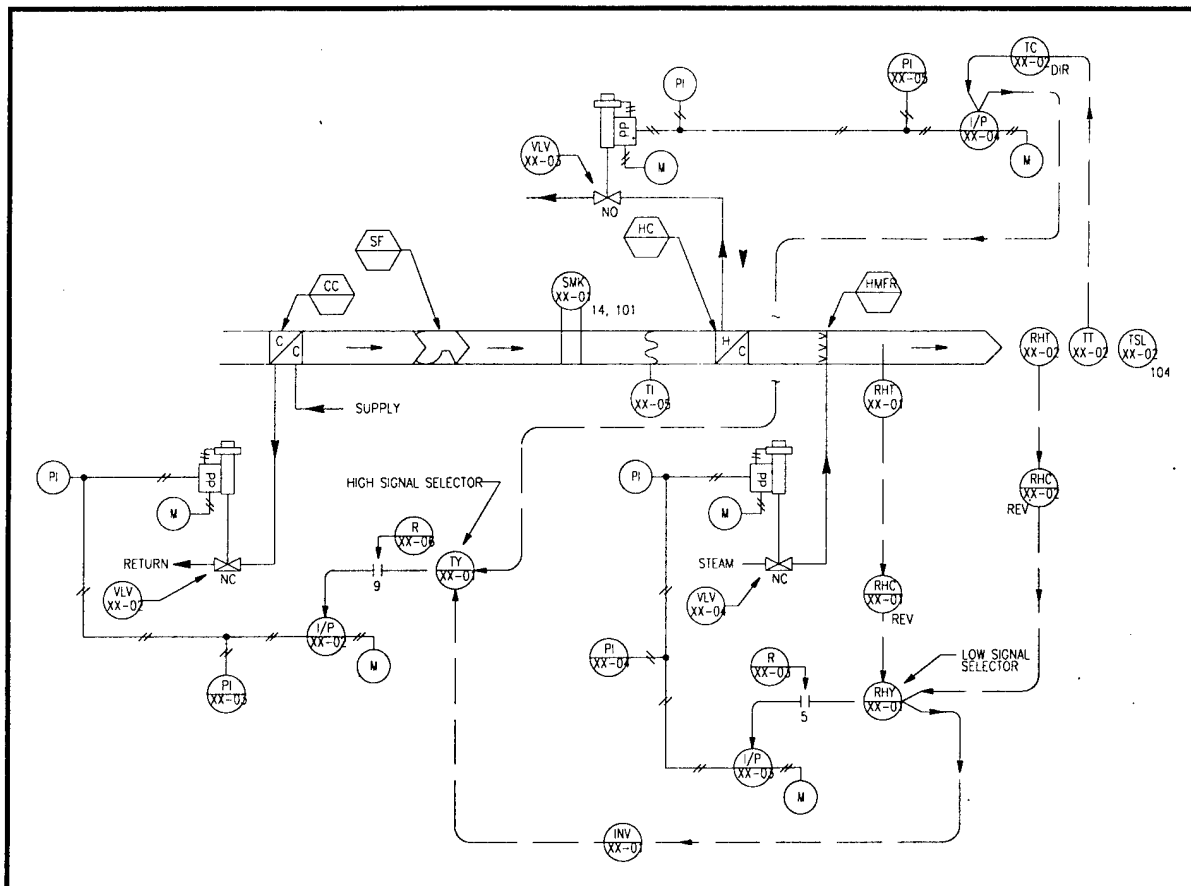 TC
XX-02
DIR
PI
PI
XX-05
I/P
XX-04
M
PP
M
VLV
XX-03
NO
SF
HC
CC
HMFR
SMK
XX-01
14, 101
C
C
H
C
RHT
XX-02
TT
XX-02
TSL
XX-02
104
TI
XX-05
RHT
XX-01
SUPPLY
PI
PP
M
HIGH SIGNAL SELECTOR
PI
PP
M
RHC
XX-02
REV
R
XX-06
RETURN
NC
9
TY
XX-01
STEAM
NC
VLV
XX-02
VLV
XX-04
RHC
XX-01
REV
I/P
XX-02
M
PI
XX-03
PI
XX-04
R
XX-03
LOW SIGNAL
SELECTOR
RHY
XX-01
5
I/P
XX-03
M
INV
XX-01